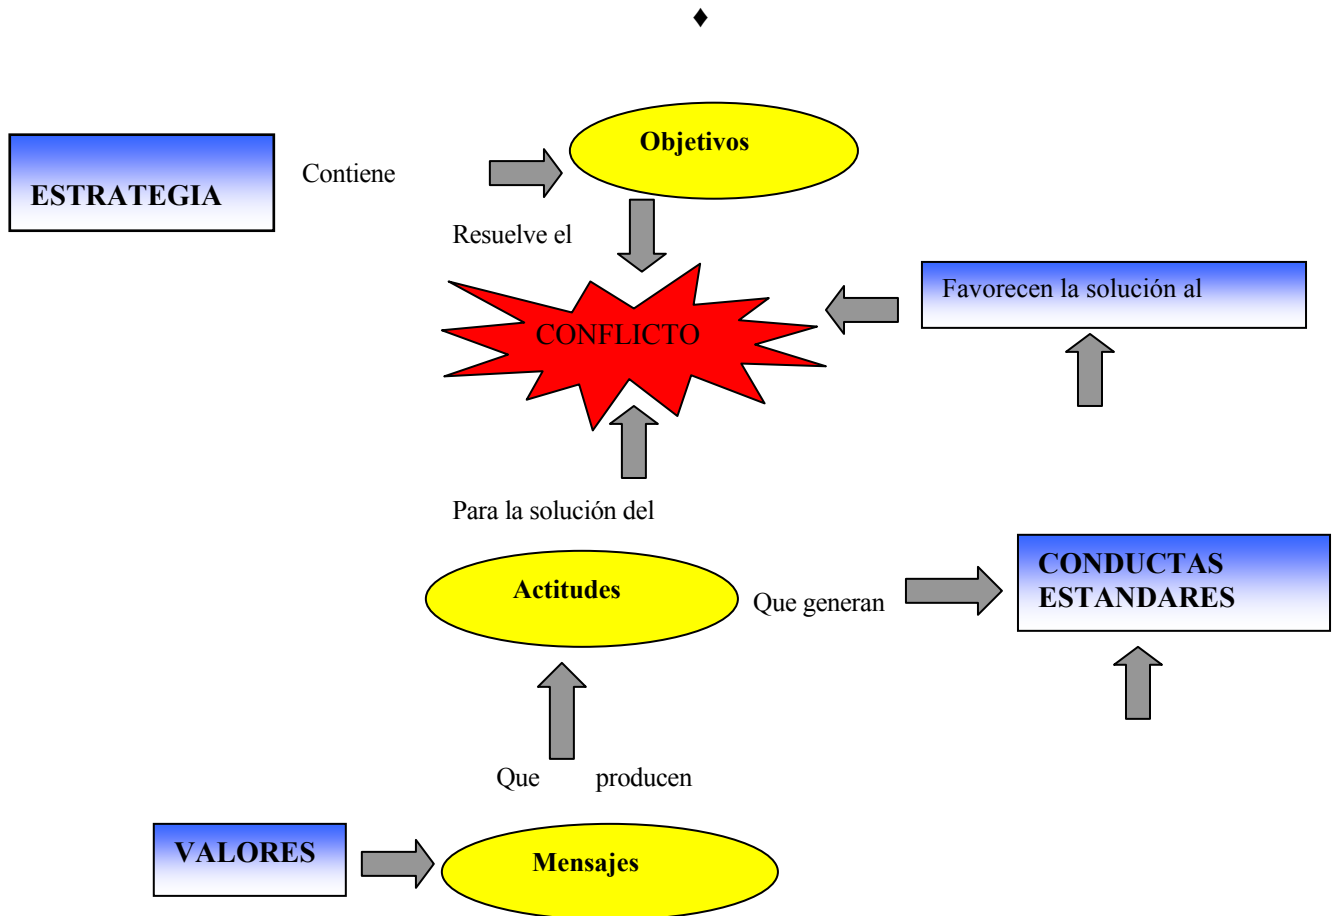 ♦
Objetivos
ESTRATEGIA
Contiene
Resuelve el
Favorecen la solución al
CONFLICTO
Para la solución del
Actitudes
Que generan
CONDUCTAS
ESTANDARES
Que producen
VALORES
Mensajes